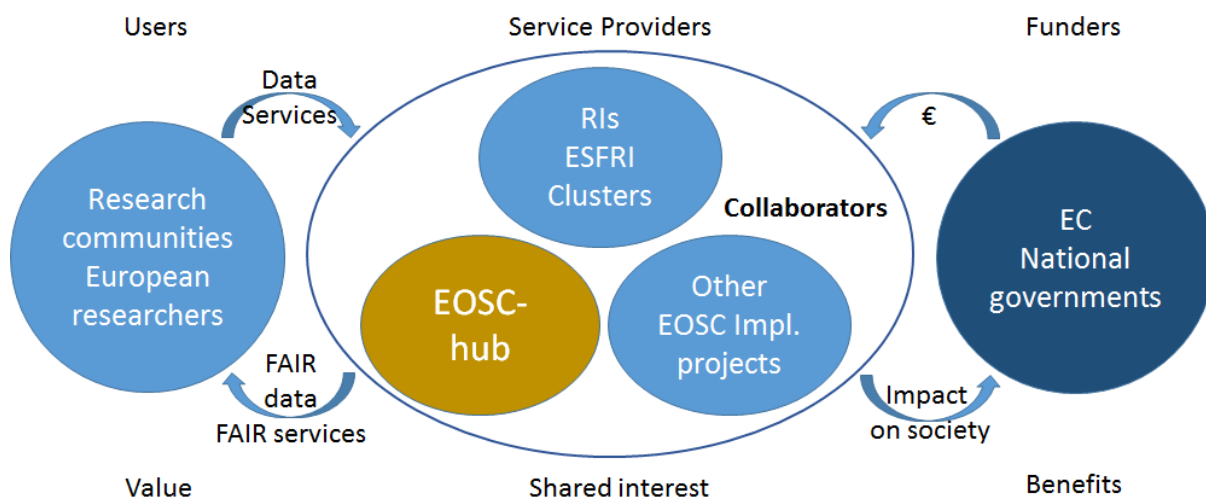 Users
Service Providers
Funders
Data
Services
€
RIs
ESFRI
Clusters
Collaborators
Research
communities
European
researchers
EC
National
governments
EOSC-
hub
Other
EOSC Impl.
projects
FAIR
data
FAIR services
Impact
on society
Value
Shared interest
Benefits